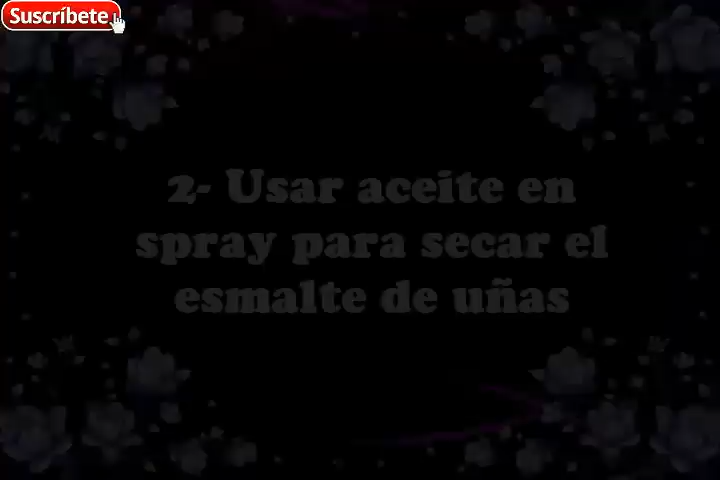 Suscríbete
2- Usar aceite en
spray para secar el
esmalte de uñas